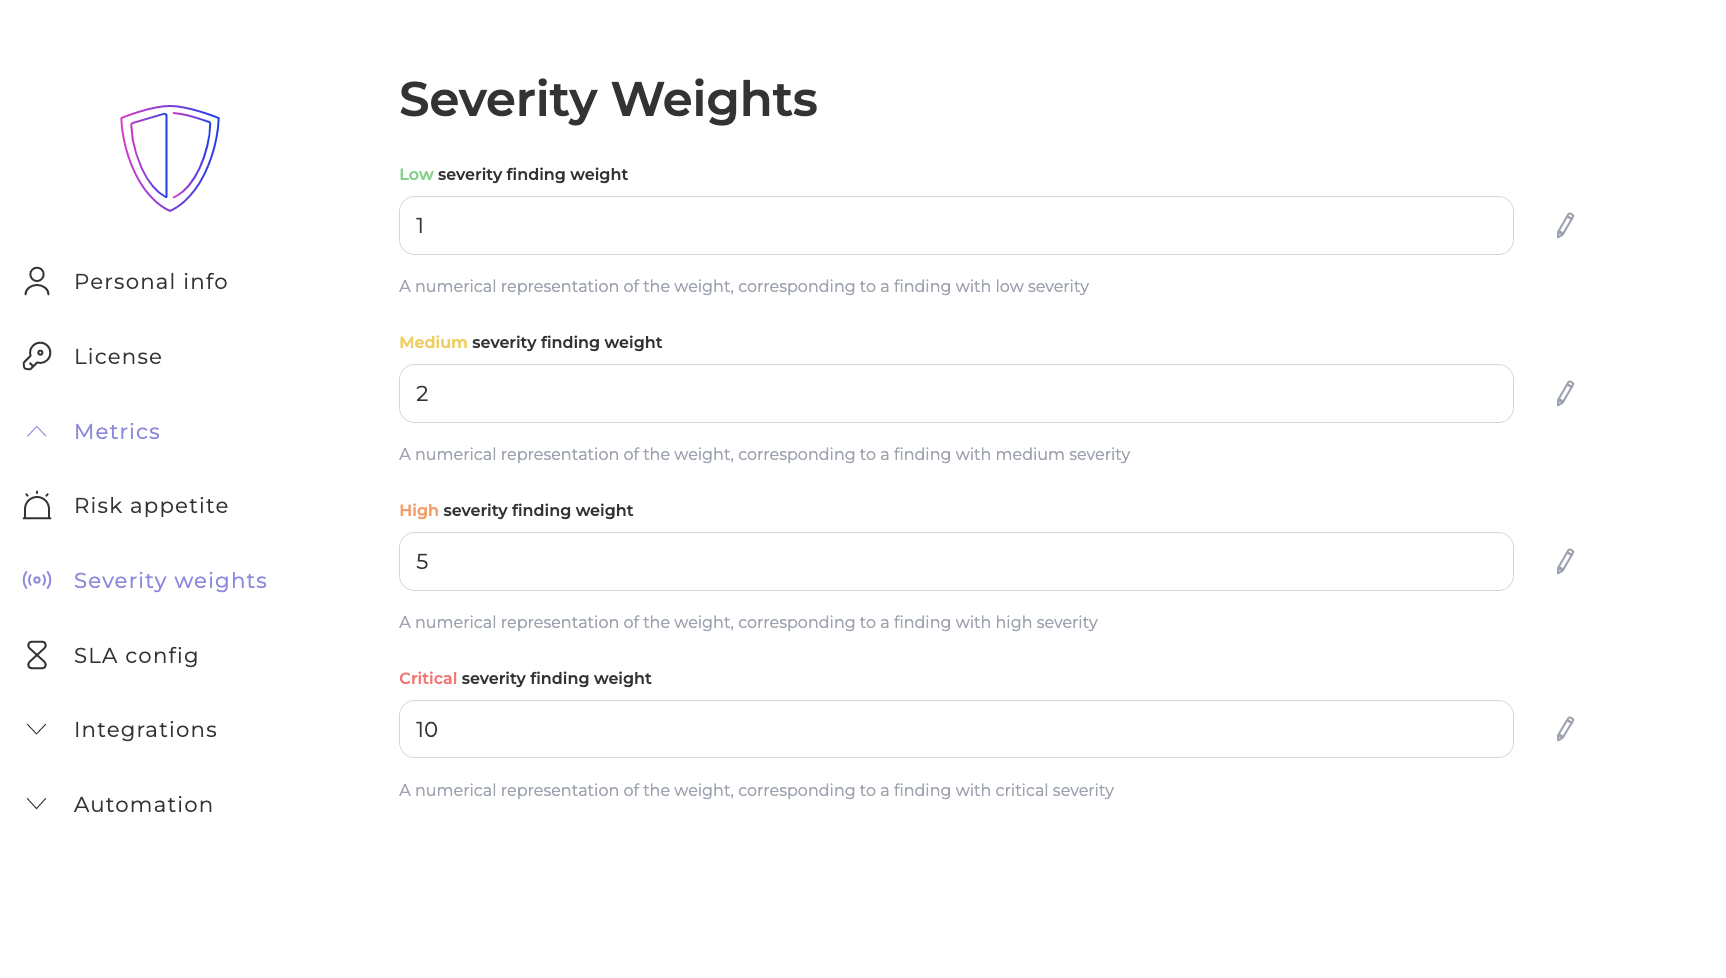 Severity Weights
Personal info
License
Metrics
Risk appetite
Severity weights
SLA config
Integrations
Automation
Low severity finding weight
1
A numerical representation of the weight, corresponding to a finding with low severity
Medium severity finding weight
2
A numerical representation of the weight, corresponding to a finding with medium severity
High severity finding weight
5
A numerical representation of the weight, corresponding to a finding with high severity
Critical severity finding weight
10
A numerical representation of the weight, corresponding to a finding with critical severity